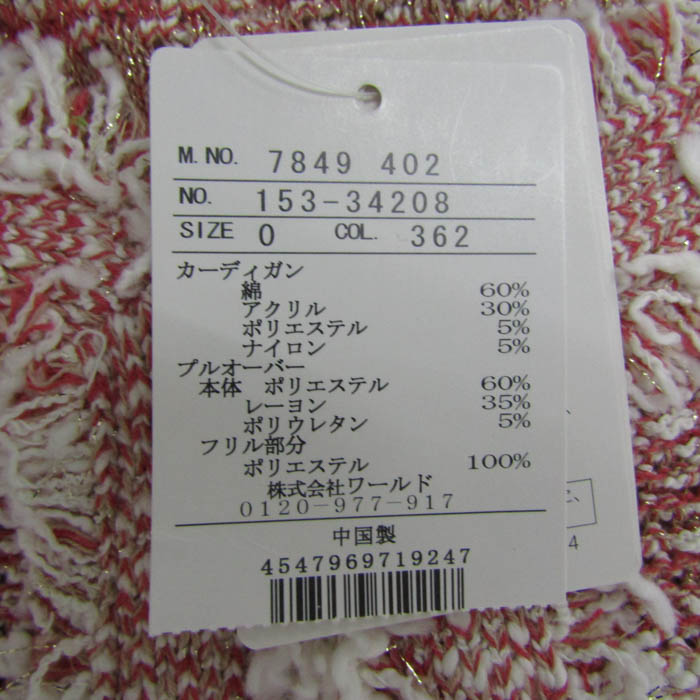 M.NO. 7849 402
NO. 153-34208
SIZE 0 COL. 362
カーディガン
綿 60%
アクリル 30%
ポリエステル 5%
ナイロン 5%
プルオーバー
本体 ポリエステル 60%
レーヨン 35%
ポリウレタン 5%
フリル部分
ポリエステル 100%
株式会社ワールド
0120-977-917
中国製
4547969719247
4